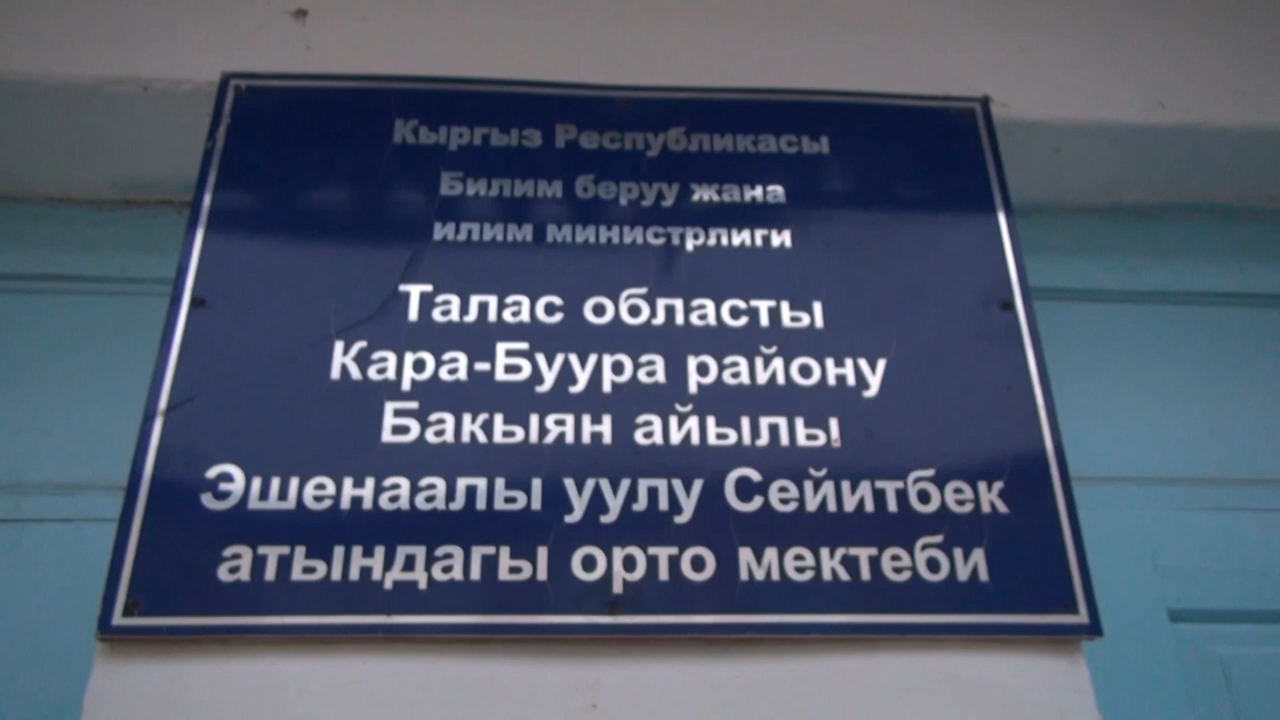 Кыргыз Республикасы
Билим беруу жана
илим министрлиги
Талас областы
Кара-Буура району
Бакыян айылы
Эшенаалы уулу Сейитбек
атындагы орто мектеби